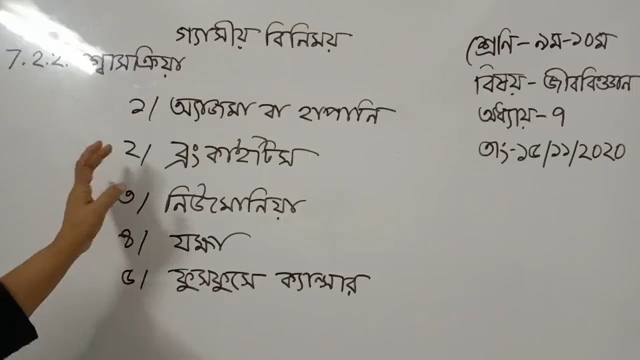 গ্যাসীয় বিনিময়
7.2.2. শ্বাসক্রিয়া
১/ অ্যাজমা বা হাপানি
২/ ব্রংকাইটিস
৩/ নিউমোনিয়া
৪/ যক্ষা
৫/ ফুসফুসে ক্যান্সার
শ্রেনি-৯ম-১০ম
বিষয়-জীববিজ্ঞান
অধ্যায়-৭
তাং-১৫/১১/২০২০